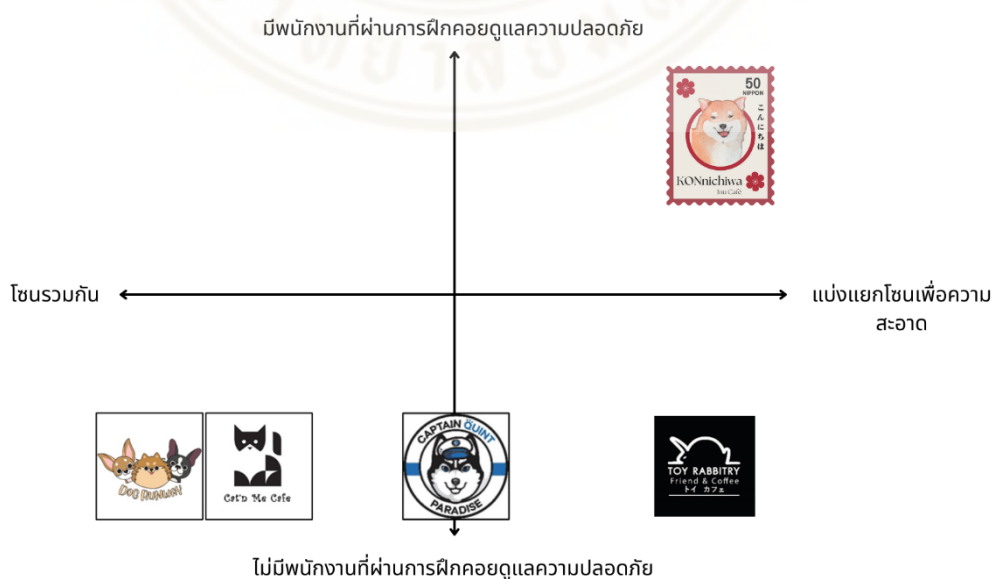 มีพนักงานที่ผ่านการฝึกคอยดูแลความปลอดภัย
50
NIPPON
こんにちは
KONnichiwa
Inu Café
โซนรวมกัน
แบ่งแยกโซนเพื่อความ
สะอาด
DOG RUNWAY
Cat'n Me Cafe
CAPTAIN QUINT
PARADISE
TOY RABBITRY
Friend & Coffee
トイ カフェ
ไม่มีพนักงานที่ผ่านการฝึกคอยดูแลความปลอดภัย